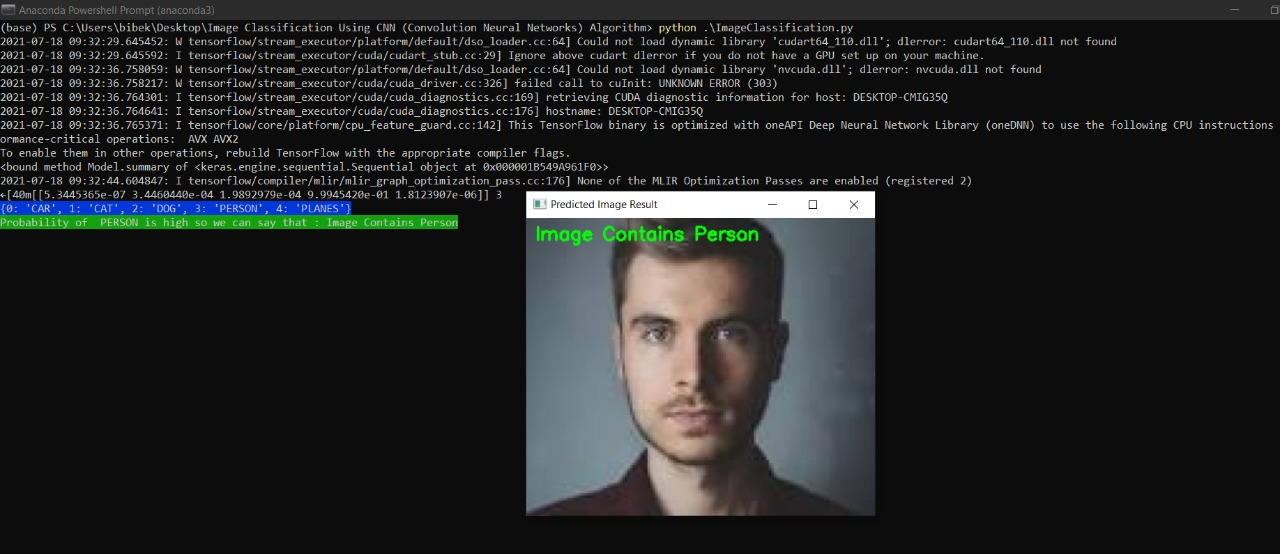 Anaconda Powershell Prompt (anaconda3)
(base) PS C:\Users\bibek\Desktop\Image Classification Using CNN (Convolution Neural Networks) Algorithm> python .\ImageClassification.py
2021-07-18 09:32:29.645452: W tensorflow/stream_executor/platform/default/dso_loader.cc:64] Could not load dynamic library 'cudart64_110.dll'; dlerror: cudart64_110.dll not found
2021-07-18 09:32:29.645592: I tensorflow/stream_executor/cuda/cudart_stub.cc:29] Ignore above cudart dlerror if you do not have a GPU set up on your machine.
2021-07-18 09:32:36.758059: W tensorflow/stream_executor/platform/default/dso_loader.cc:64] Could not load dynamic library 'nvcuda.dll'; dlerror: nvcuda.dll not found
2021-07-18 09:32:36.758217: W tensorflow/stream_executor/cuda/cuda_driver.cc:326] failed call to cuInit: UNKNOWN ERROR (303)
2021-07-18 09:32:36.764301: I tensorflow/stream_executor/cuda/cuda_diagnostics.cc:169] retrieving CUDA diagnostic information for host: DESKTOP-CMIG35Q
2021-07-18 09:32:36.764641: I tensorflow/stream_executor/cuda/cuda_diagnostics.cc:176] hostname: DESKTOP-CMIG35Q
2021-07-18 09:32:36.765371: I tensorflow/core/platform/cpu_feature_guard.cc:142] This TensorFlow binary is optimized with oneAPI Deep Neural Network Library (oneDNN) to use the following CPU instructions
ormance-critical operations:  AVX AVX2
To enable them in other operations, rebuild TensorFlow with the appropriate compiler flags.
<bound method Model.summary of <keras.engine.sequential.Sequential object at 0x000001B549A961F0>>
2021-07-18 09:32:44.604847: I tensorflow/compiler/mlir/mlir_graph_optimization_pass.cc:176] None of the MLIR Optimization Passes are enabled (registered 2)
←[40m[[5.3445365e-07 3.4460440e-04 1.9892979e-04 9.9945420e-01 1.8123907e-06]] 3
{0: 'CAR', 1: 'CAT', 2: 'DOG', 3: 'PERSON', 4: 'PLANES'}
Probability of  PERSON is high so we can say that : Image Contains Person
Predicted Image Result
Image Contains Person